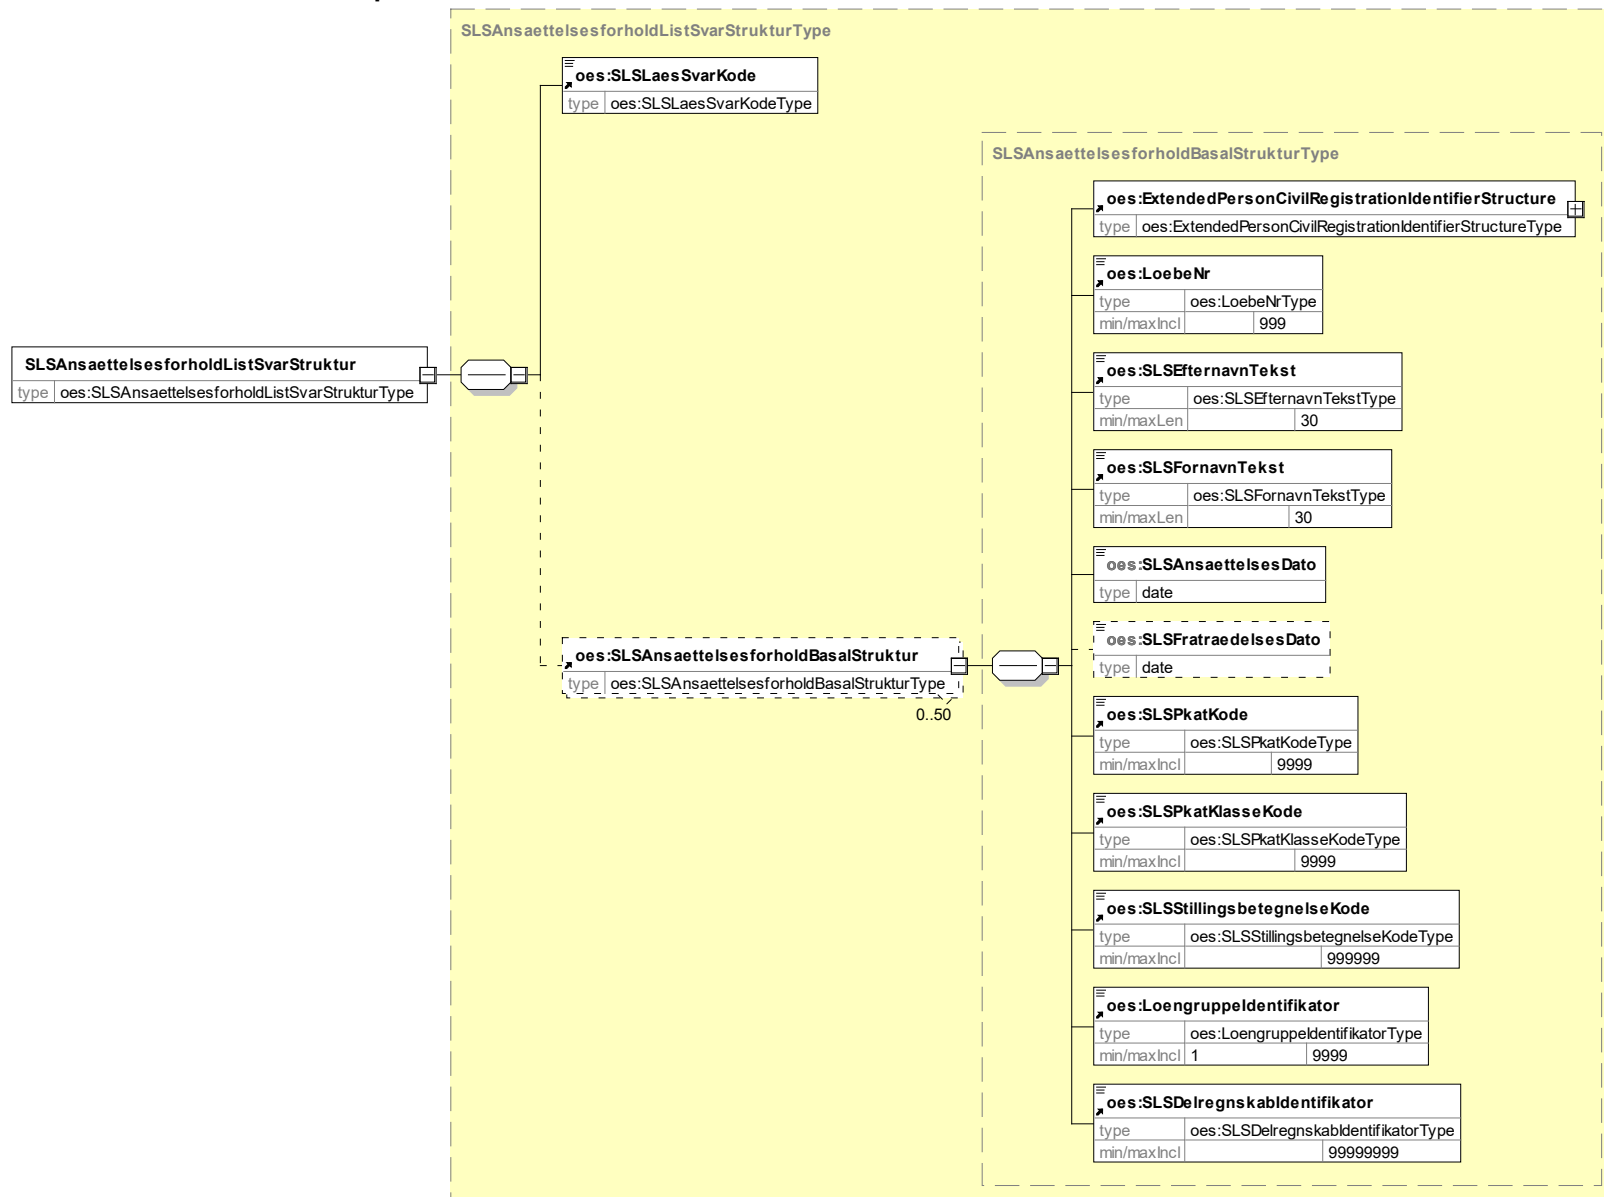 SLSAnsaettelsesforholdListSvarStrukturType
oes:SLSLaesSvarKode
type oes:SLSLaesSvarKodeType
SLSAnsaettelsesforholdBasalStrukturType
oes:ExtendedPersonCivilRegistrationIdentifierStructure
type oes:ExtendedPersonCivilRegistrationIdentifierStructureType
oes:LoebeNr
type oes:LoebeNrType
min/maxIncl 999
SLSAnsaettelsesforholdListSvarStruktur
type oes:SLSAnsaettelsesforholdListSvarStrukturType
oes:SLSEfternavnTekst
type oes:SLSEfternavnTekstType
min/maxLen 30
oes:SLSFornavnTekst
type oes:SLSFornavnTekstType
min/maxLen 30
oes:SLSAnsaettelsesDato
type date
oes:SLSAnsaettelsesforholdBasalStruktur
type oes:SLSAnsaettelsesforholdBasalStrukturType
0..50
oes:SLSFratraedelsesDato
type date
oes:SLSPkatKode
type oes:SLSPkatKodeType
min/maxIncl 9999
oes:SLSPkatKlasseKode
type oes:SLSPkatKlasseKodeType
min/maxIncl 9999
oes:SLSStillingsbetegnelseKode
type oes:SLSStillingsbetegnelseKodeType
min/maxIncl 999999
oes:LoengruppeIdentifikator
type oes:LoengruppeIdentifikatorType
min/maxIncl 1 9999
oes:SLSDelregnskabIdentifikator
type oes:SLSDelregnskabIdentifikatorType
min/maxIncl 99999999